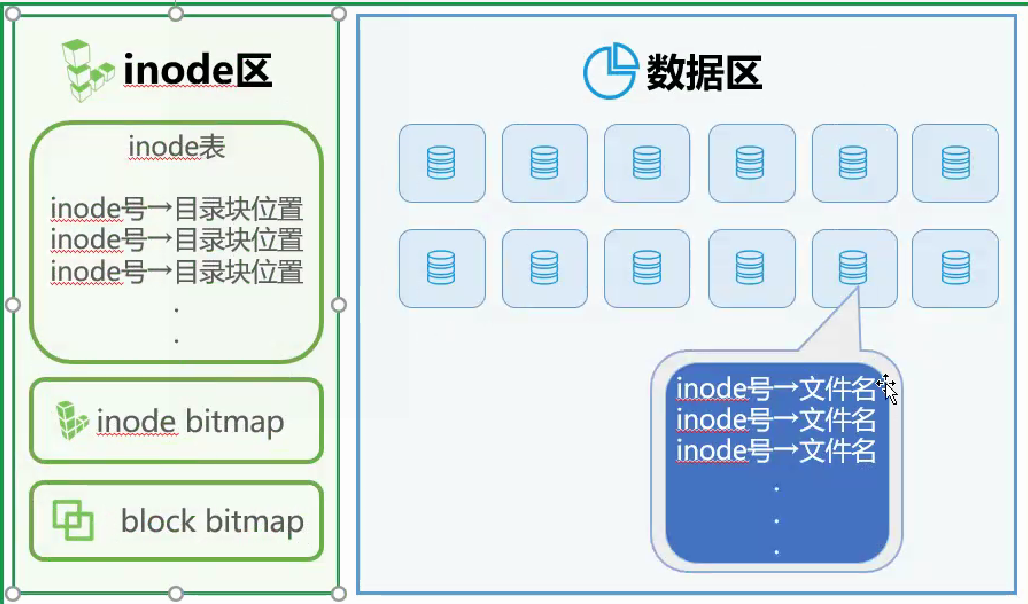 inode区
inode表
inode号→目录块位置
inode号→目录块位置
inode号→目录块位置
.
.
inode bitmap
block bitmap
数据区
inode号→文件名
inode号→文件名
inode号→文件名
.
.
.